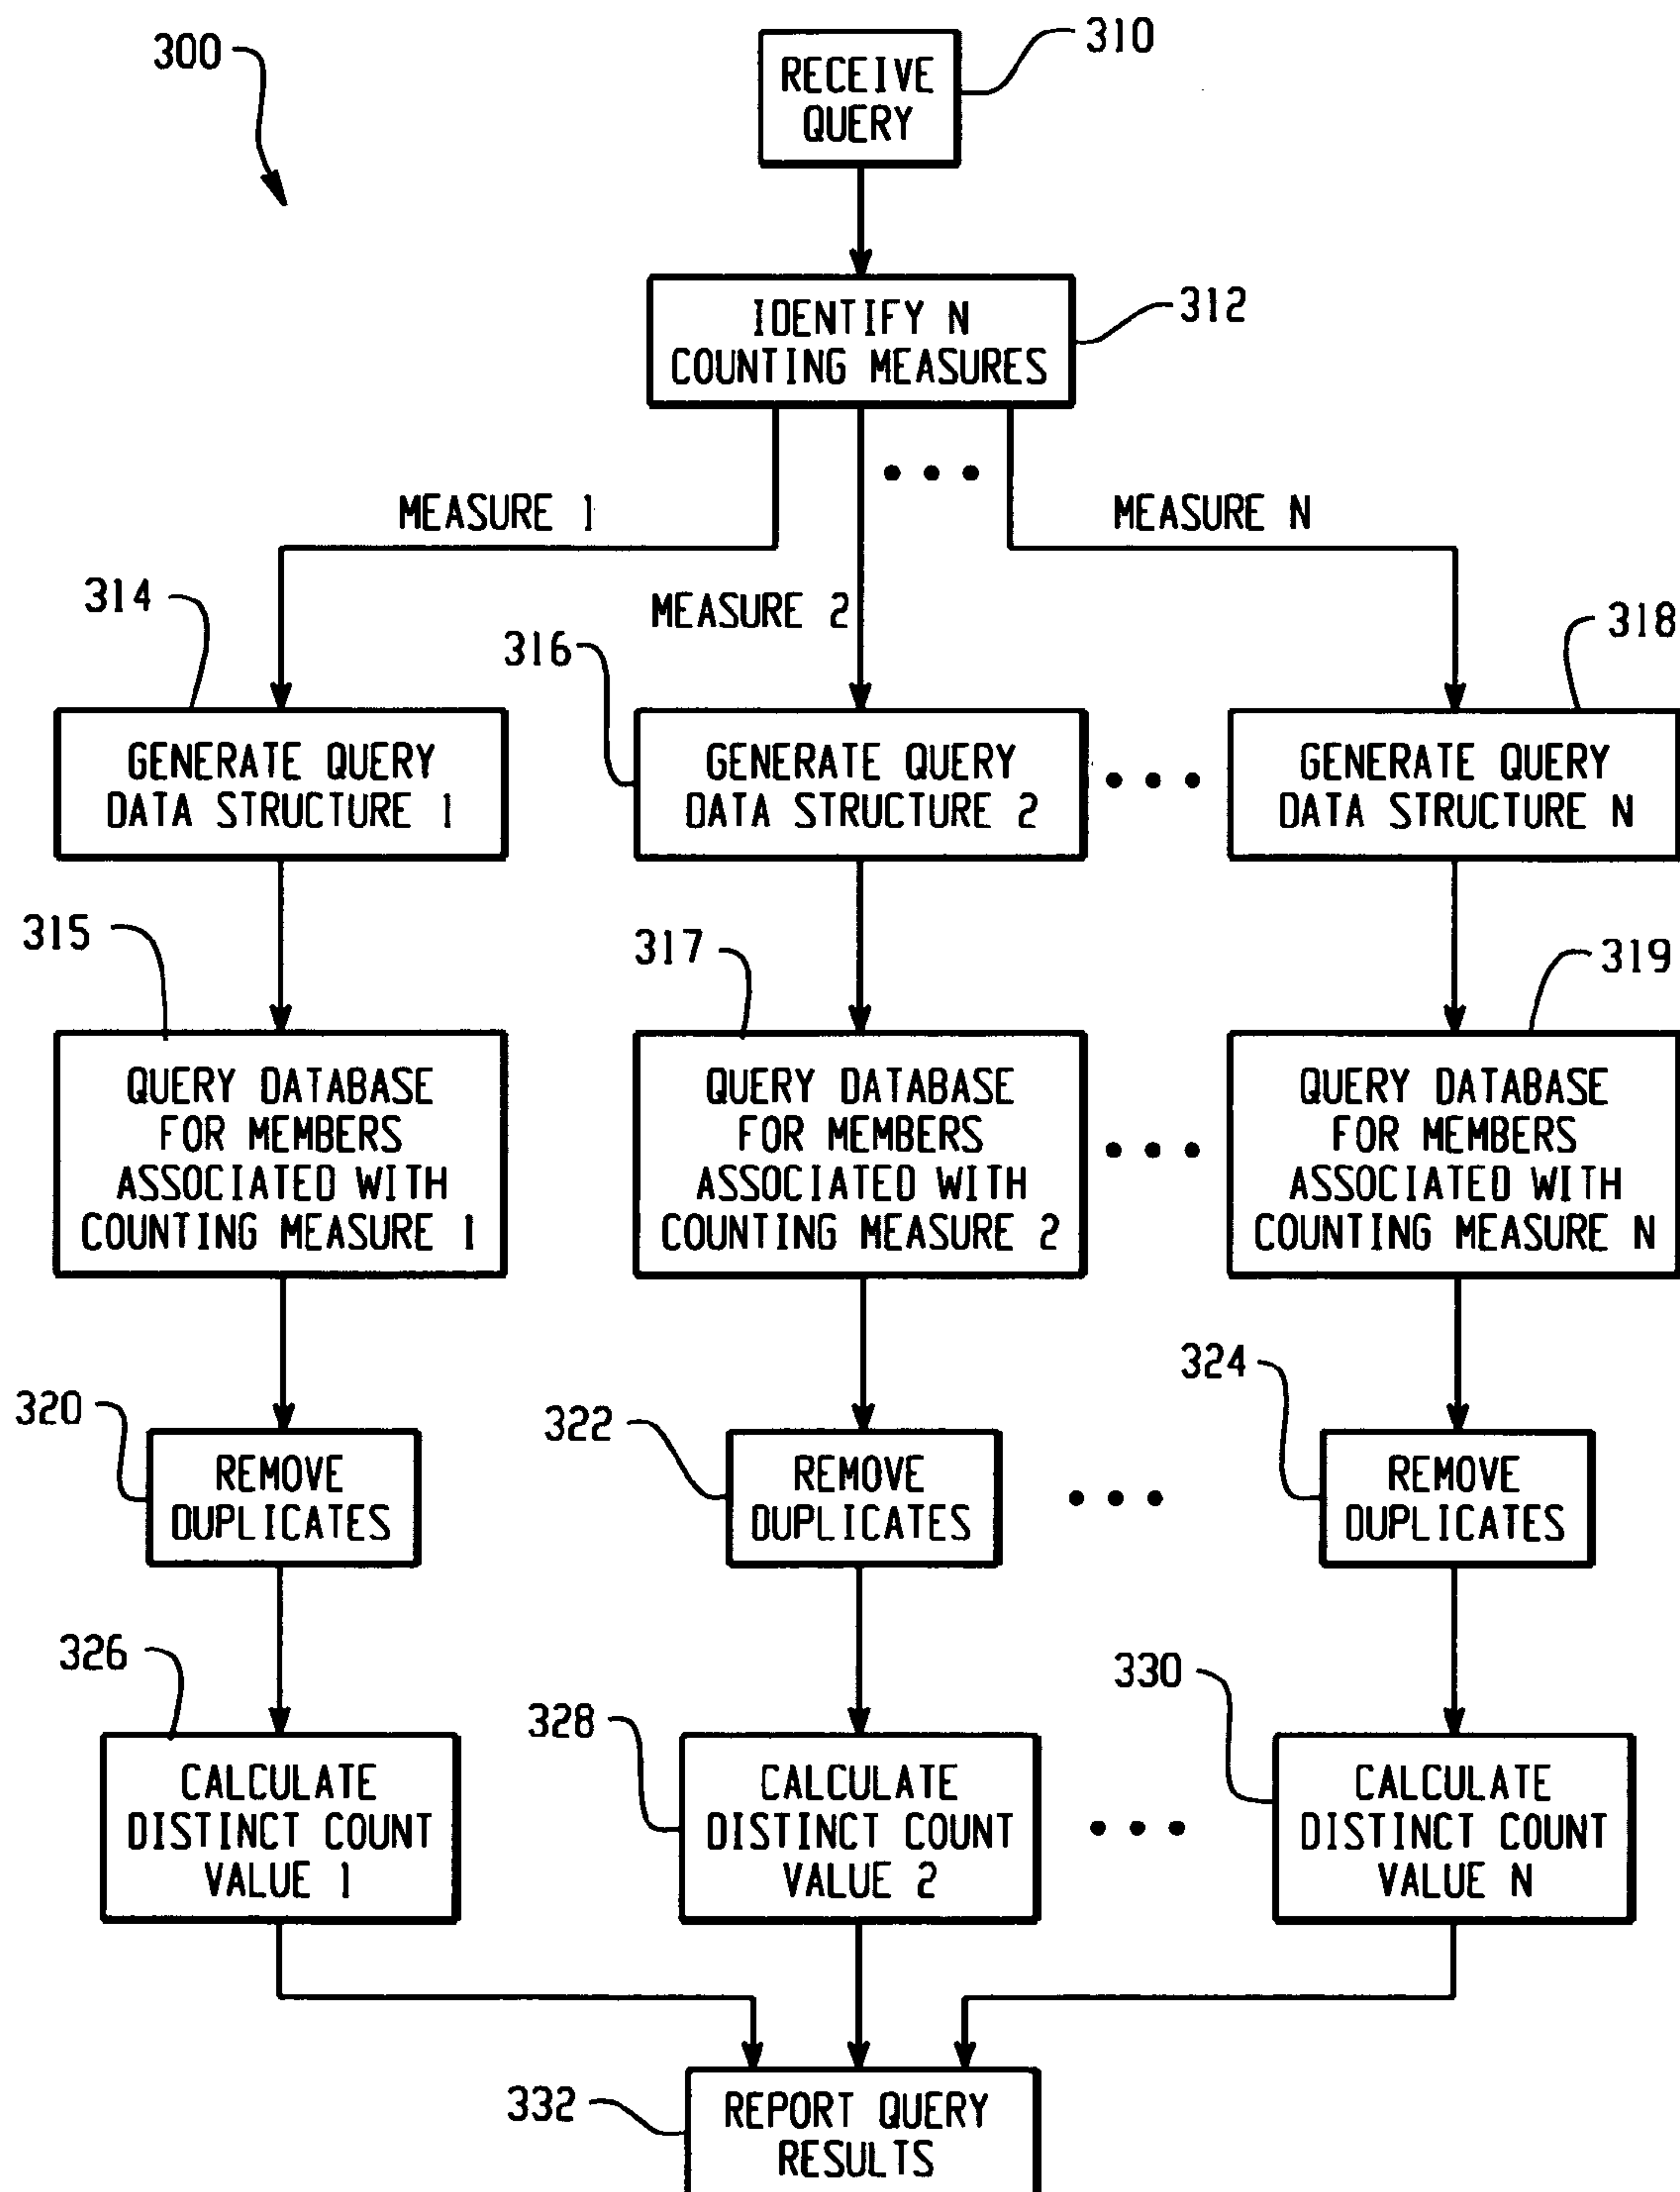 300
310
RECEIVE
QUERY
312
IDENTIFY N
COUNTING MEASURES
MEASURE 1
MEASURE 2
MEASURE N
314
316
318
GENERATE QUERY
DATA STRUCTURE 1
GENERATE QUERY
DATA STRUCTURE 2
GENERATE QUERY
DATA STRUCTURE N
315
317
319
QUERY DATABASE
FOR MEMBERS
ASSOCIATED WITH
COUNTING MEASURE 1
QUERY DATABASE
FOR MEMBERS
ASSOCIATED WITH
COUNTING MEASURE 2
QUERY DATABASE
FOR MEMBERS
ASSOCIATED WITH
COUNTING MEASURE N
320
322
324
REMOVE
DUPLICATES
REMOVE
DUPLICATES
REMOVE
DUPLICATES
326
328
330
CALCULATE
DISTINCT COUNT
VALUE 1
CALCULATE
DISTINCT COUNT
VALUE 2
CALCULATE
DISTINCT COUNT
VALUE N
332
REPORT QUERY
RESULTS